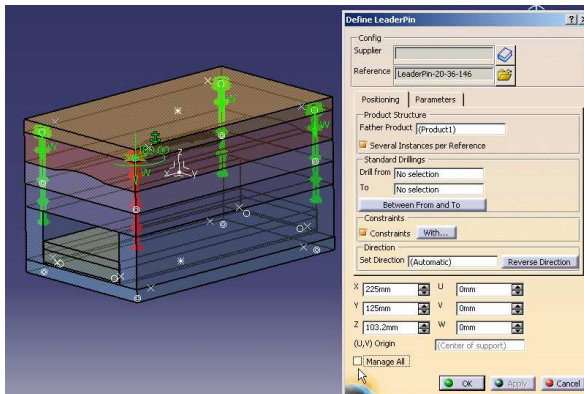 Define LeaderPin
Config
Supplier
Reference LeaderPin-20-36-146
Positioning Parameters
Product Structure
Father Product (Product1)
Several Instances per Reference
Standard Drillings
Drill from No selection
To No selection
Between From and To
Constraints
Constraints With...
Direction
Set Direction (Automatic) Reverse Direction
X 225mm U 0mm
Y 125mm V 0mm
Z 103.2mm W 0mm
(U,V) Origin (Center of support)
Manage All
OK Apply Cancel